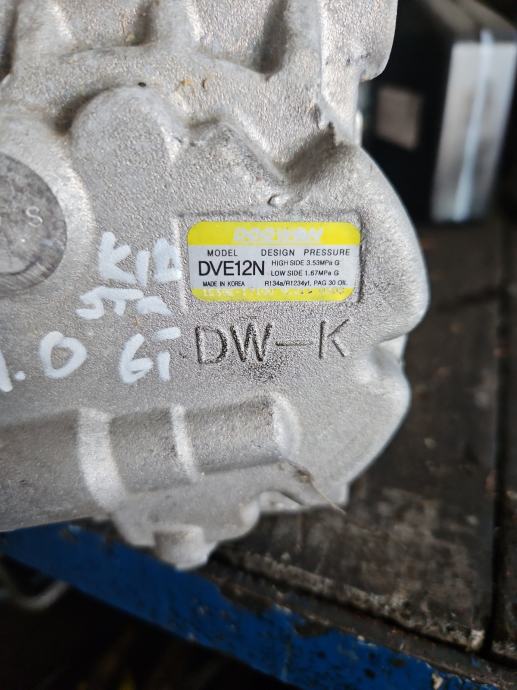 DOOWON
MODEL DESIGN PRESSURE
DVE12N HIGH SIDE 3.53MPa G
LOW SIDE 1.67MPa G
MADE IN KOREA R134a/R1234yf, PAG 30 OIL
KIA
1.0 GT
DW-K
S